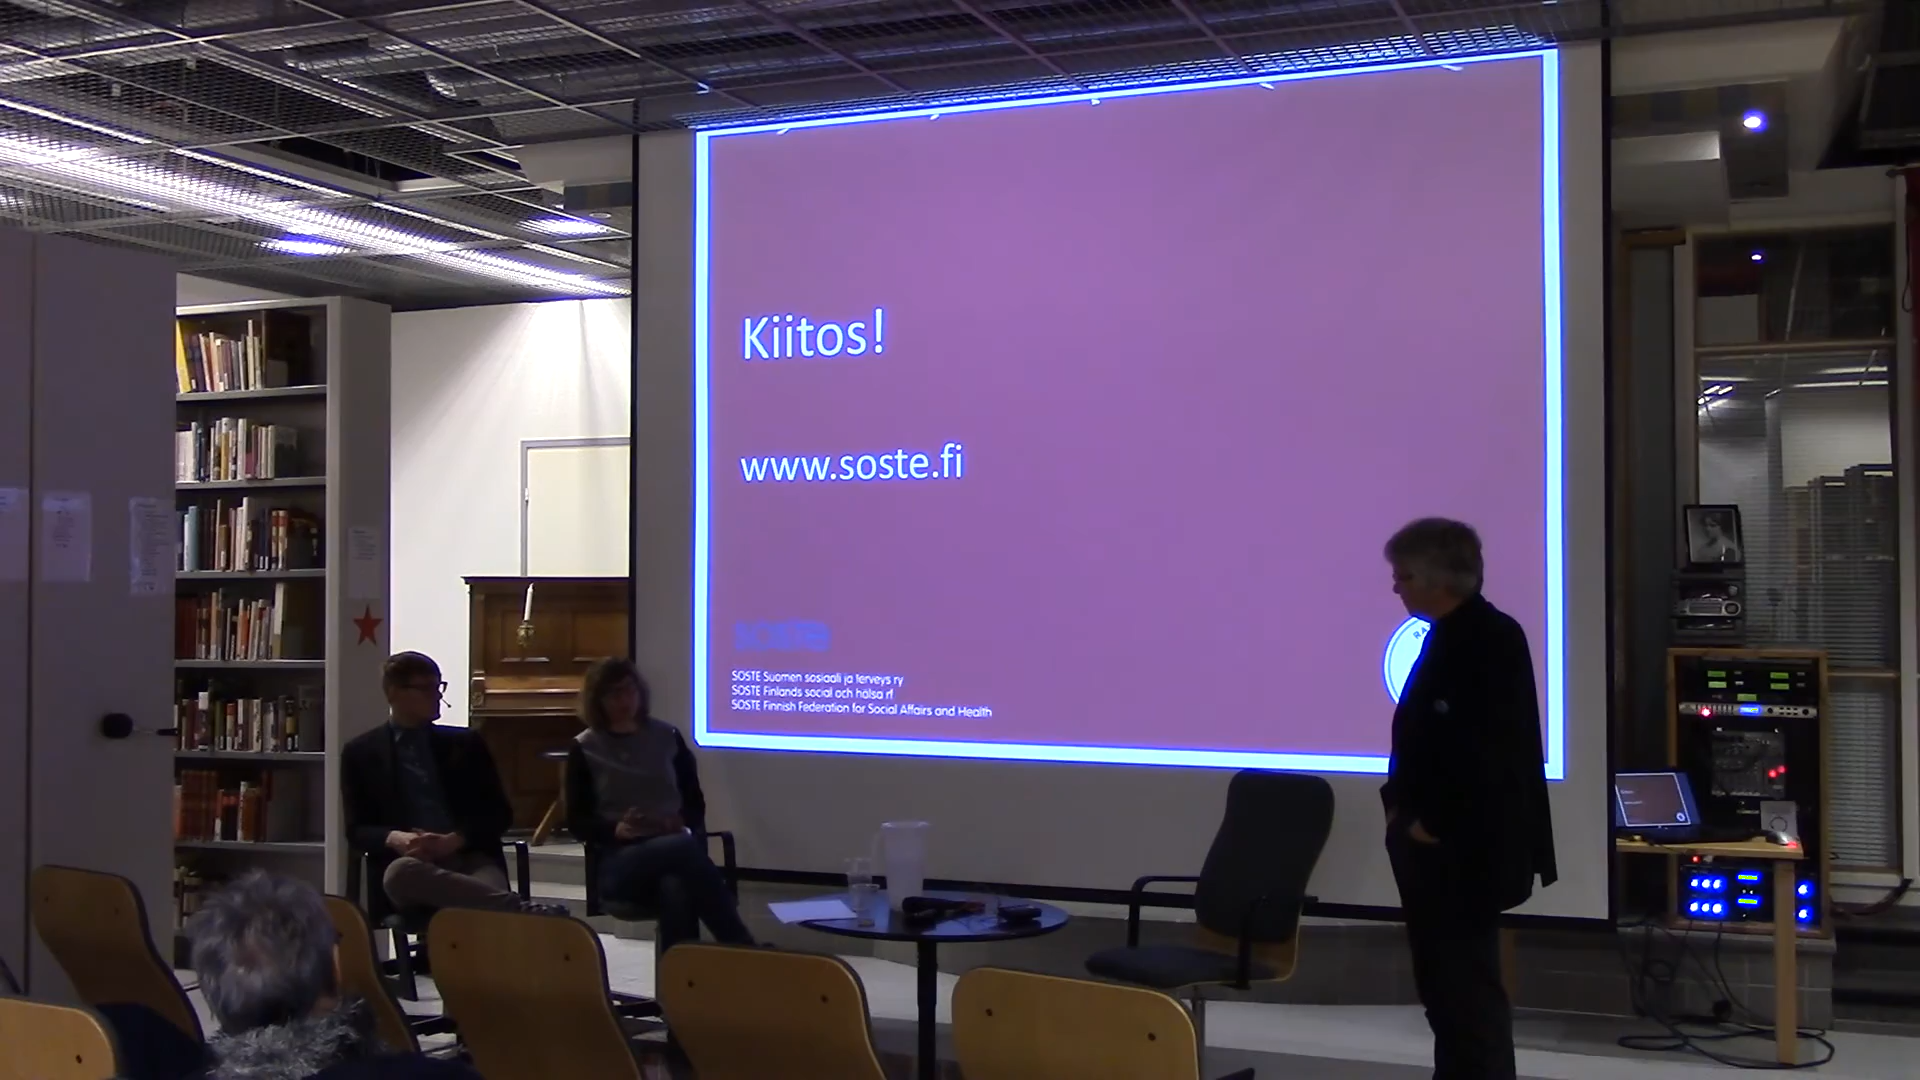 Kiitos!
www.soste.fi
soste
SOSTE Suomen sosiaali ja terveys ry
SOSTE Finlands social och hälsa rf
SOSTE Finnish Federation for Social Affairs and Health